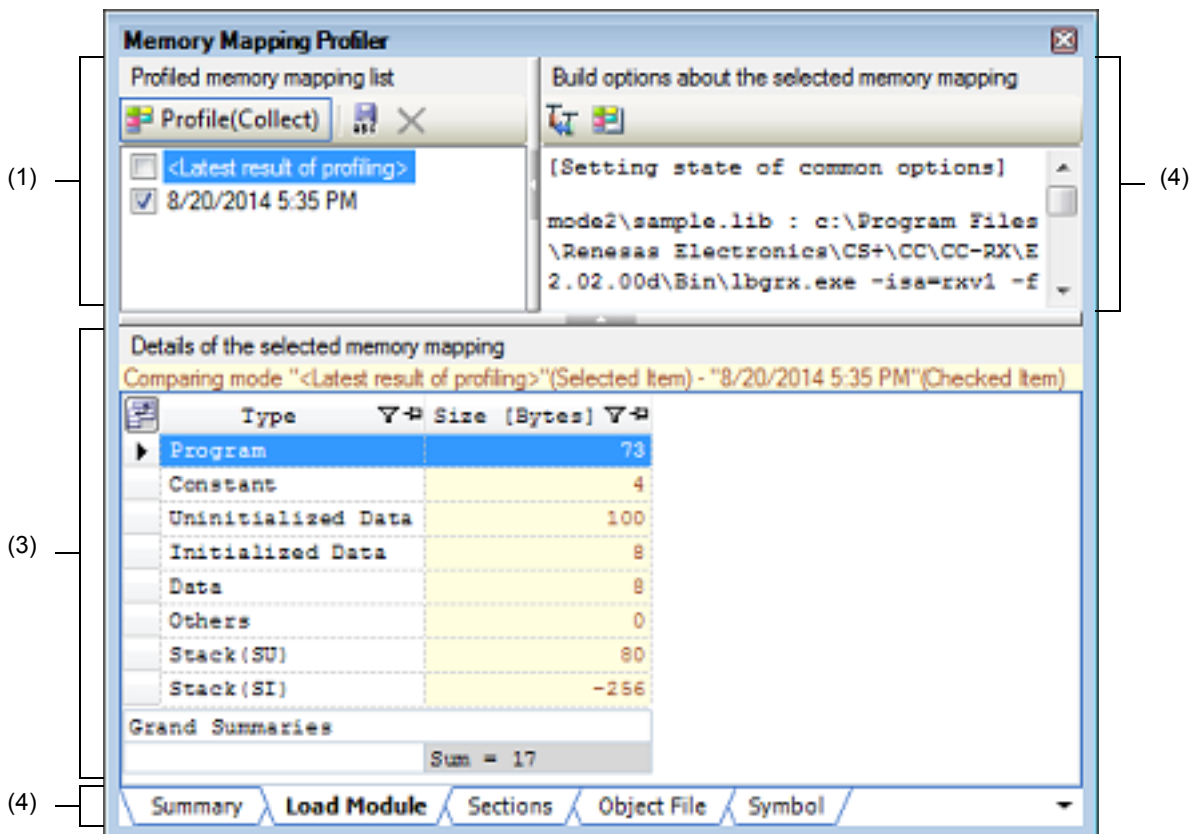 Memory Mapping Profiler
(1)
Profiled memory mapping list
Profile(Collect)
<Latest result of profiling>
8/20/2014 5:35 PM
Build options about the selected memory mapping
[Setting state of common options]
mode2\sample.lib : c:\Program Files
\Renesas Electronics\CS+\CC\CC-RX\E
2.02.00d\Bin\lbgrx.exe -isa=rxv1 -f
(4)
(3)
Details of the selected memory mapping
Comparing mode "<Latest result of profiling>"(Selected Item) - "8/20/2014 5:35 PM"(Checked Item)
Type Size [Bytes]
Program 73
Constant 4
Uninitialized Data 100
Initialized Data 8
Data 8
Others 0
Stack(SU) 80
Stack(SI) -256
Grand Summaries
Sum = 17
(4)
Summary Load Module Sections Object File Symbol